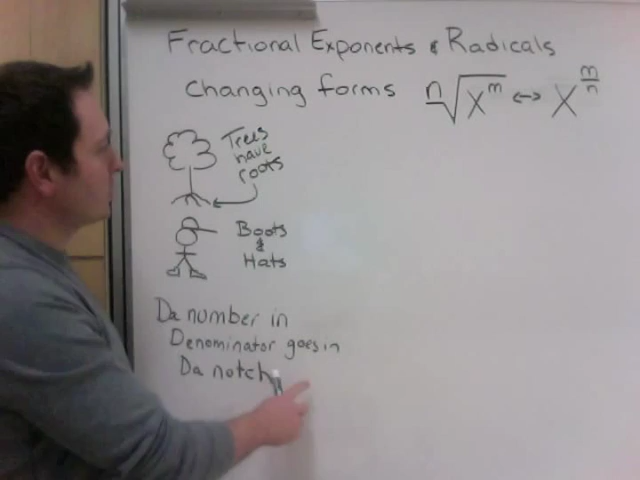 Fractional Exponents & Radicals
Changing forms ⁿ√xᵐ ↔ x^(m/n)
Trees
have
roots
Boots
&
Hats
Da number in
Denominator goes in
Da notch